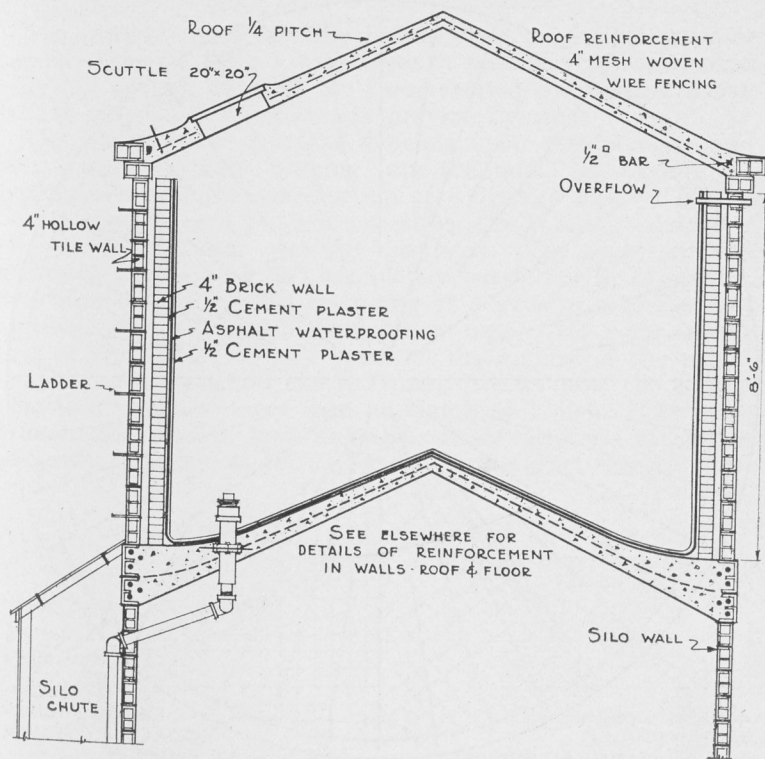 ROOF 1/4 PITCH
ROOF REINFORCEMENT
4" MESH WOVEN
WIRE FENCING
SCUTTLE 20"x20"
1/2" □ BAR
OVERFLOW
4" HOLLOW
TILE WALL
4" BRICK WALL
1/2" CEMENT PLASTER
ASPHALT WATERPROOFING
1/2" CEMENT PLASTER
LADDER
8'-6"
SEE ELSEWHERE FOR
DETAILS OF REINFORCEMENT
IN WALLS · ROOF & FLOOR
SILO WALL
SILO
CHUTE